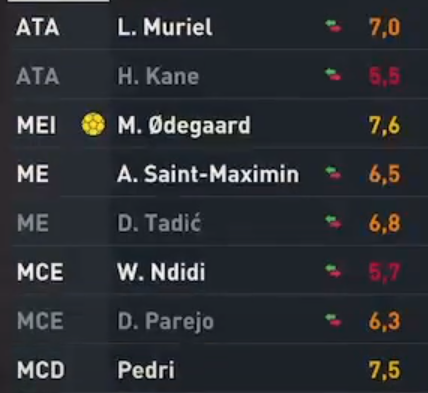 ATA L. Muriel 7,0
ATA H. Kane 5,5
MEI M. Ødegaard 7,6
ME A. Saint-Maximin 6,5
ME D. Tadić 6,8
MCE W. Ndidi 5,7
MCE D. Parejo 6,3
MCD Pedri 7,5